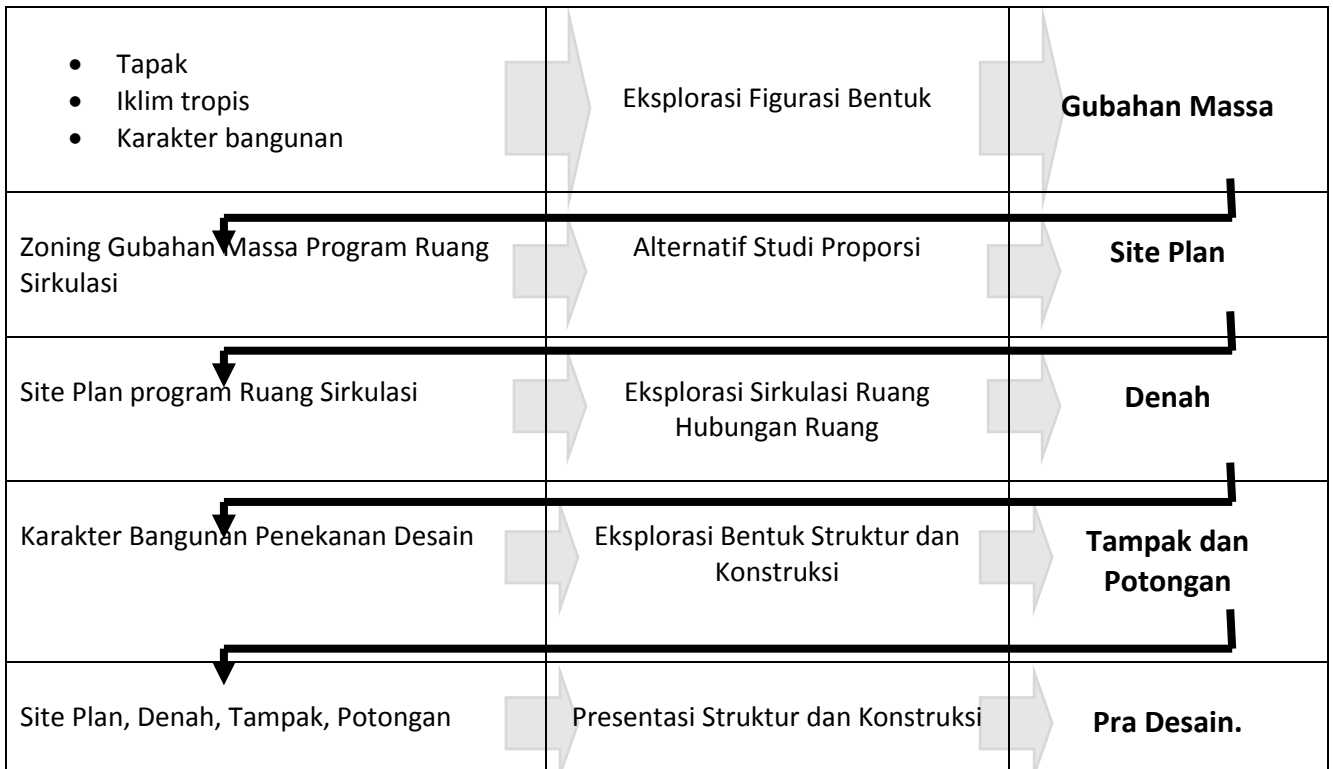 • Tapak
• Iklim tropis
• Karakter bangunan
Eksplorasi Figurasi Bentuk
Gubahan Massa
Zoning Gubahan Massa Program Ruang
Sirkulasi
Alternatif Studi Proporsi
Site Plan
Site Plan program Ruang Sirkulasi
Eksplorasi Sirkulasi Ruang
Hubungan Ruang
Denah
Karakter Bangunan Penekanan Desain
Eksplorasi Bentuk Struktur dan
Konstruksi
Tampak dan
Potongan
Site Plan, Denah, Tampak, Potongan
Presentasi Struktur dan Konstruksi
Pra Desain.